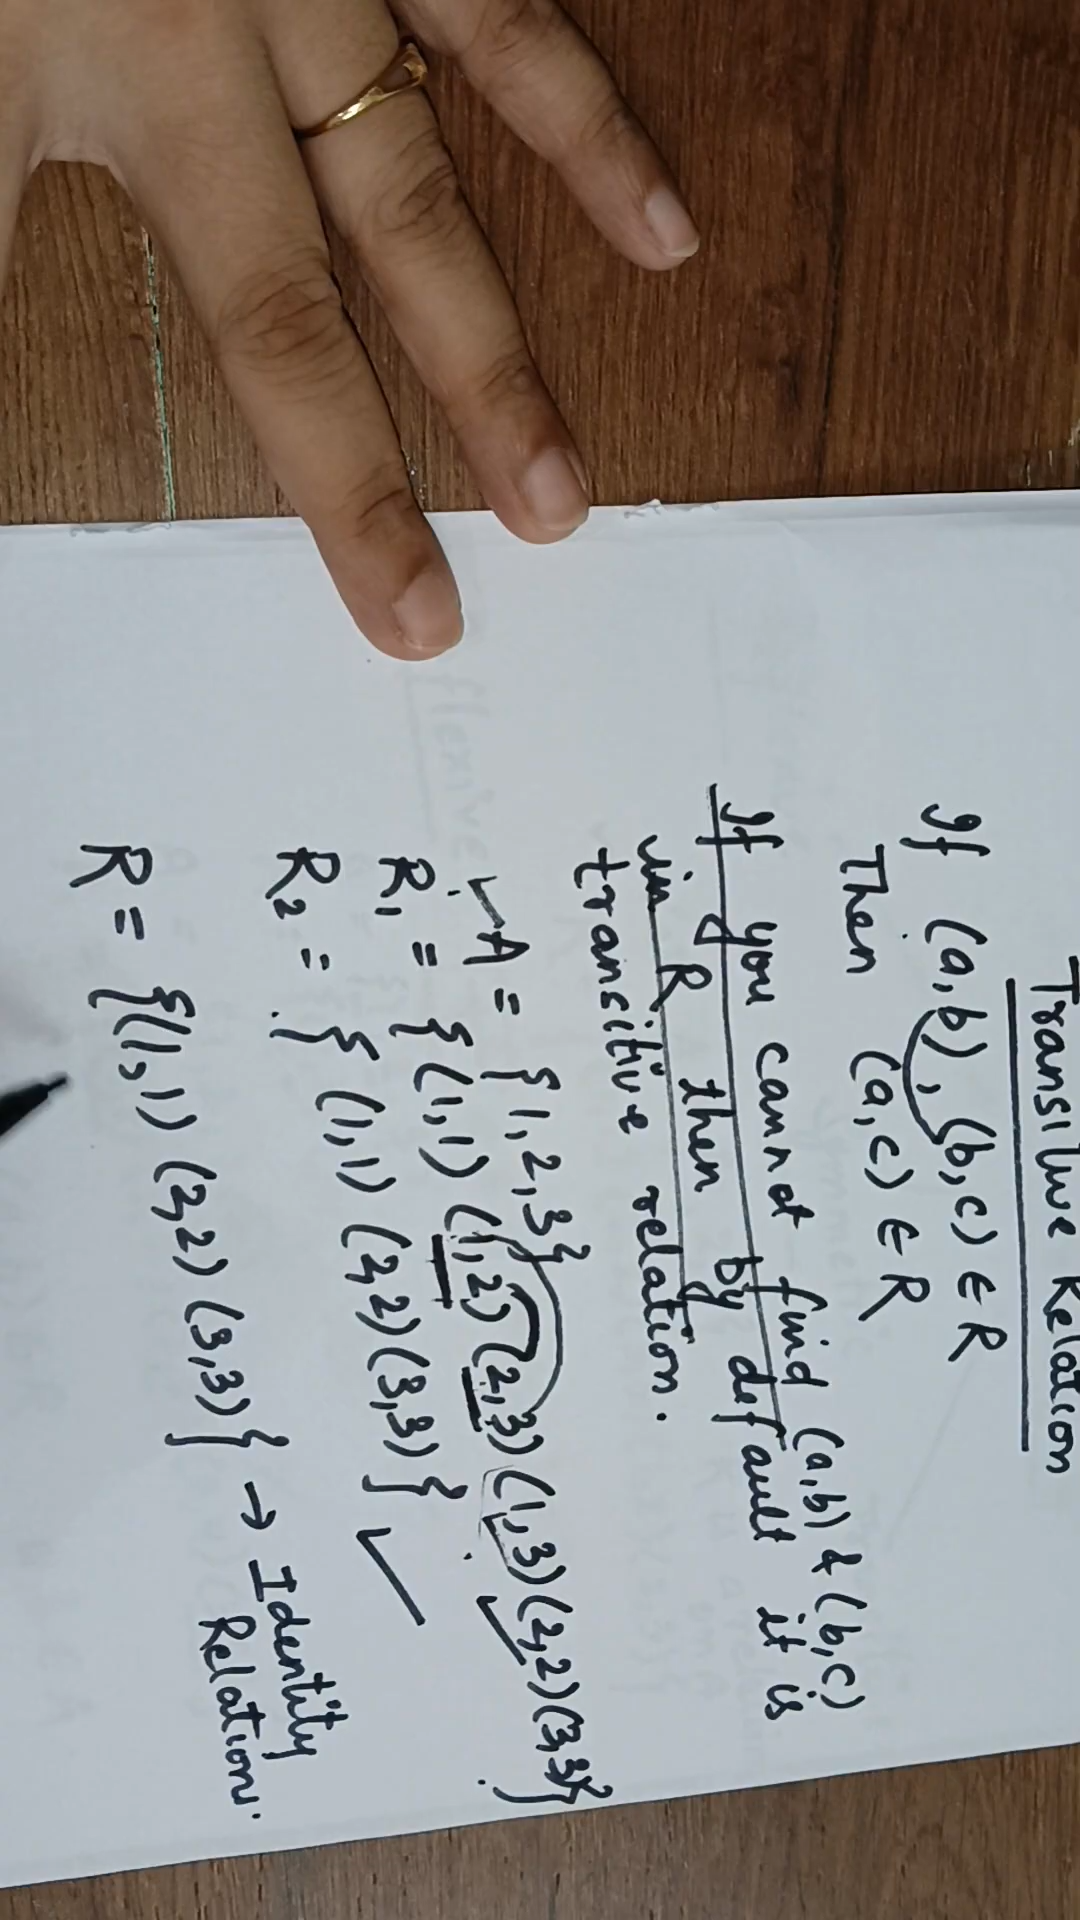 Transitive Relation
If (a,b), (b,c) ∈ R
Then (a,c) ∈ R
If you cannot find (a,b) & (b,c)
in R then by default it is
transitive relation.
A = {1,2,3}
R₁ = {(1,1) (1,2) (2,3) (1,3) (2,2) (3,3)}
R₂ = {(1,1) (2,2) (3,3)}
R = {(1,1) (2,2) (3,3)} → Identity
Relation.